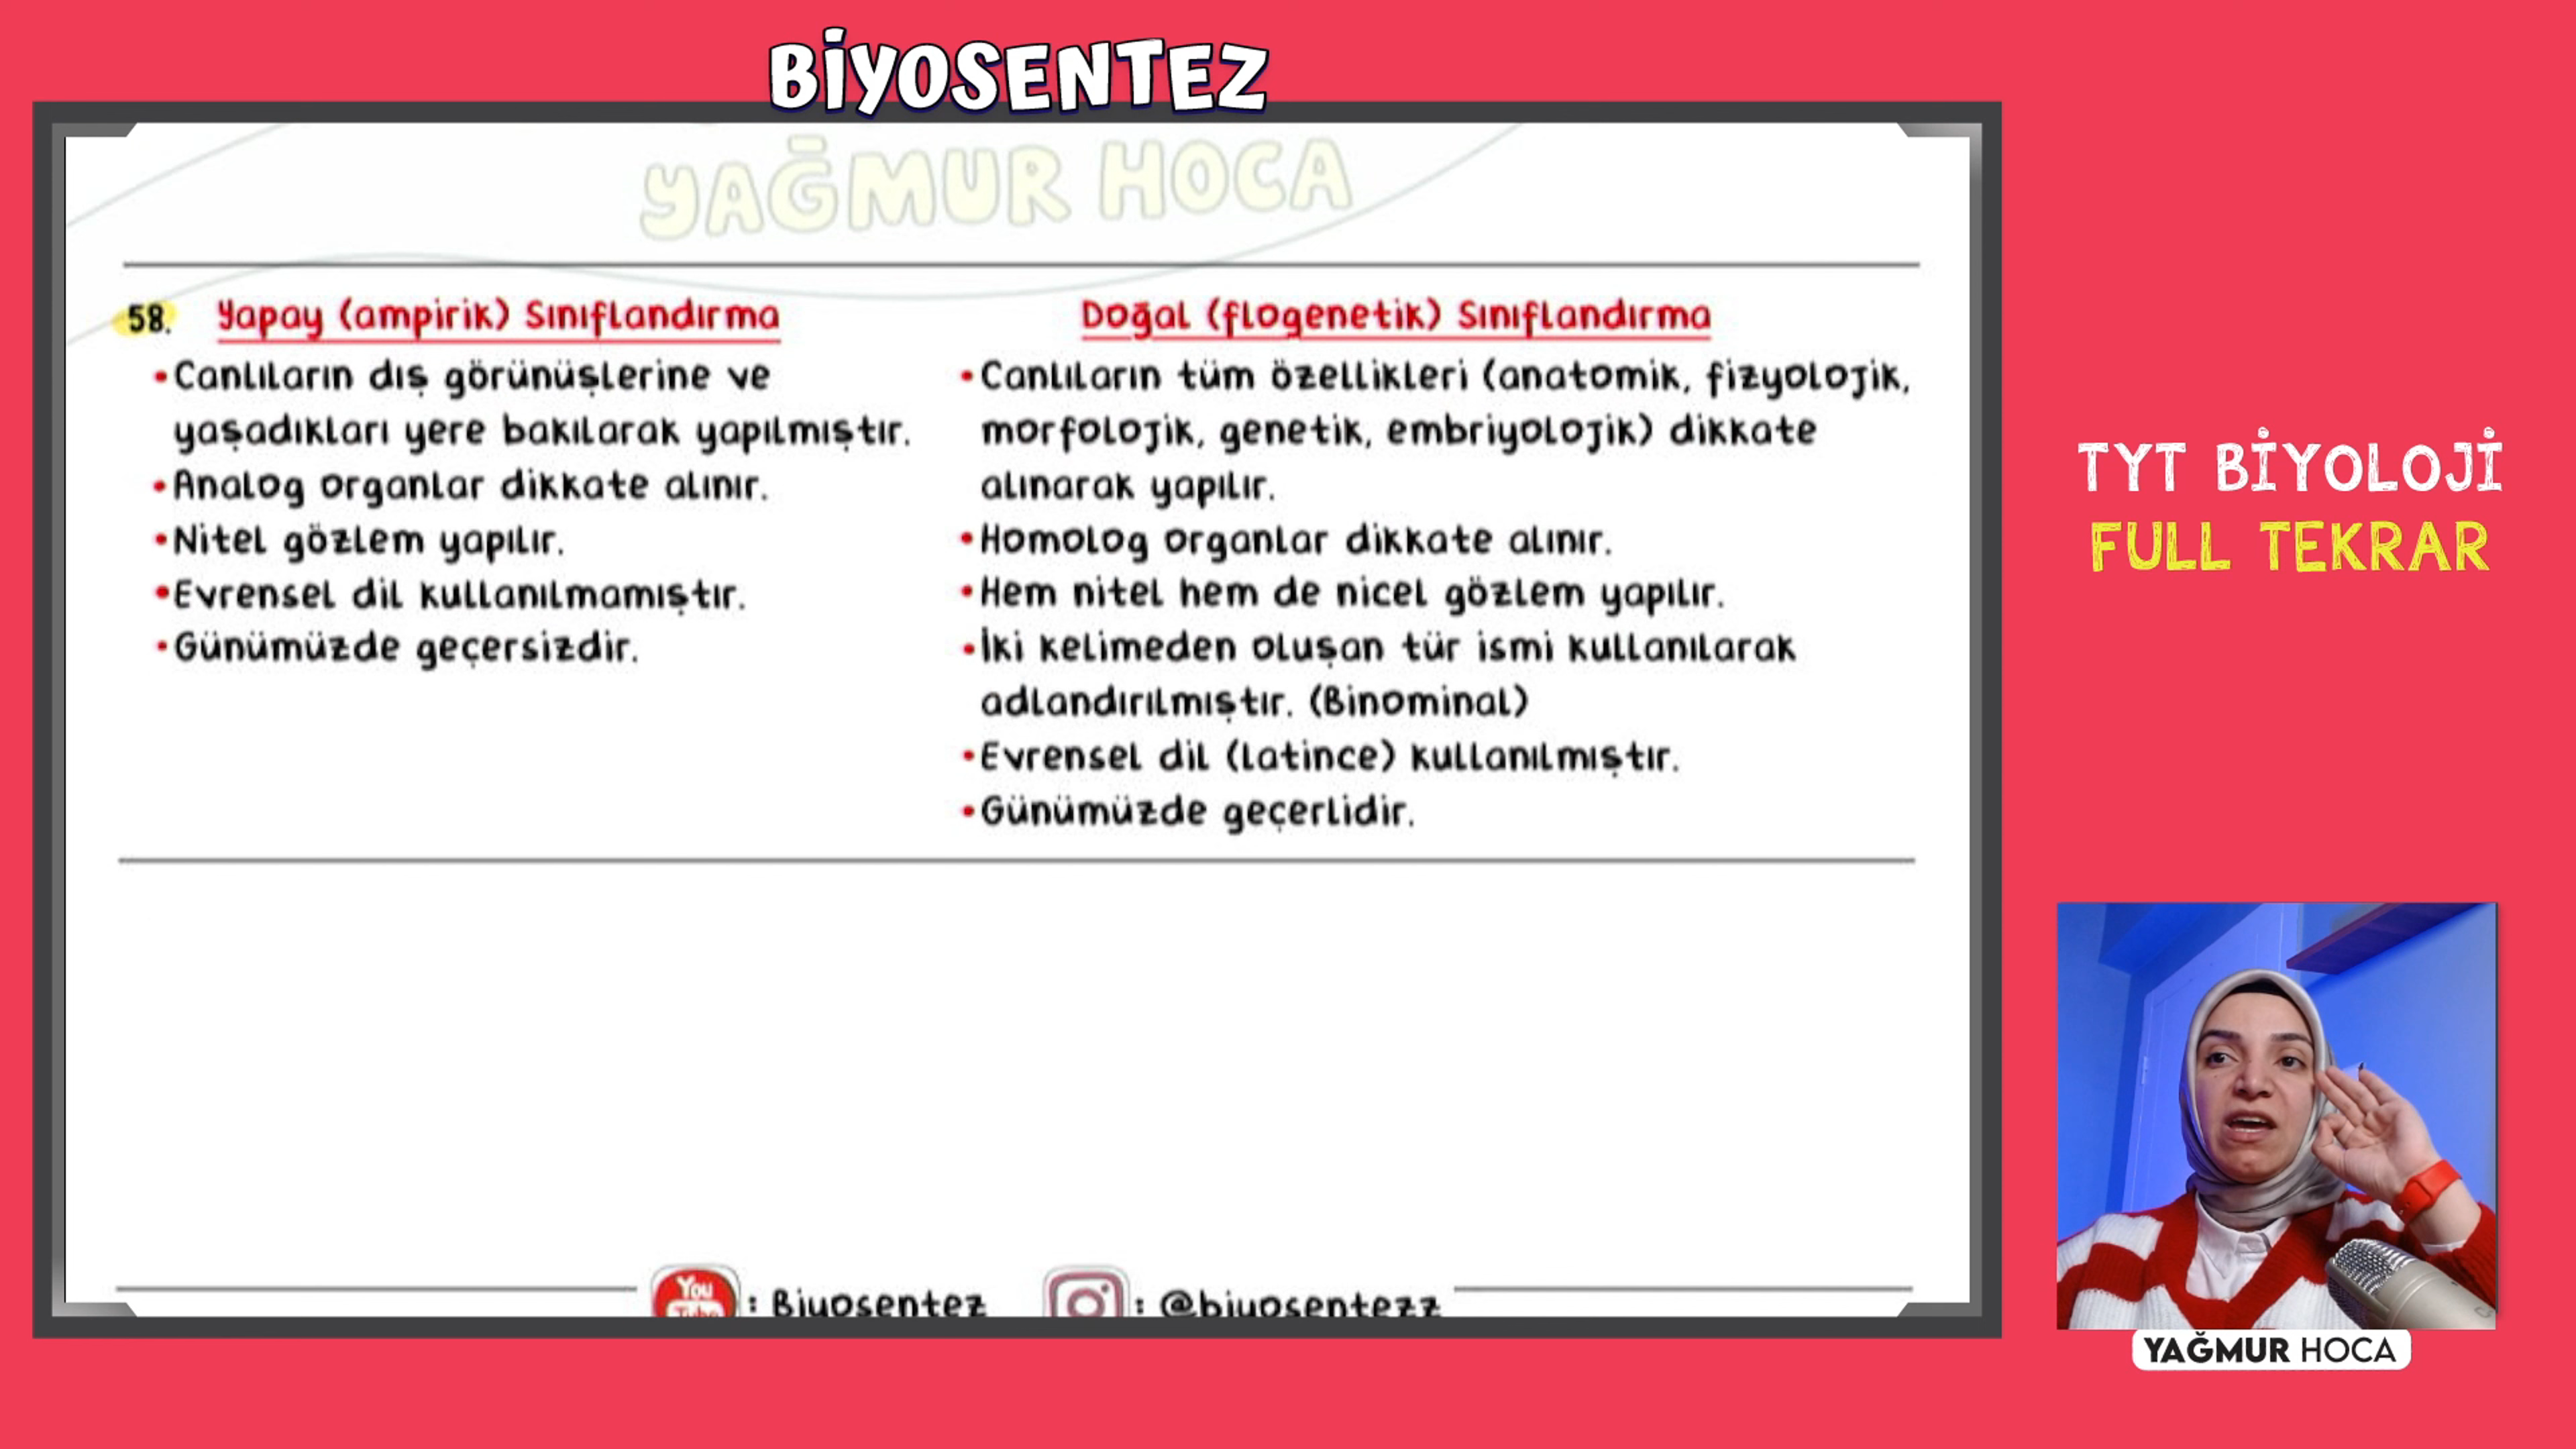 BİYOSENTEZ
YAĞMUR HOCA
58. Yapay (ampirik) Sınıflandırma
•Canlıların dış görünüşlerine ve
yaşadıkları yere bakılarak yapılmıştır.
•Analog organlar dikkate alınır.
•Nitel gözlem yapılır.
•Evrensel dil kullanılmamıştır.
•Günümüzde geçersizdir.
Doğal (flogenetik) Sınıflandırma
•Canlıların tüm özellikleri (anatomik, fizyolojik,
morfolojik, genetik, embriyolojik) dikkate
alınarak yapılır.
•Homolog organlar dikkate alınır.
•Hem nitel hem de nicel gözlem yapılır.
•İki kelimeden oluşan tür ismi kullanılarak
adlandırılmıştır. (Binominal)
•Evrensel dil (latince) kullanılmıştır.
•Günümüzde geçerlidir.
You Tube : Biyosentez : @biyosentezz
TYT BİYOLOJİ
FULL TEKRAR
YAĞMUR HOCA